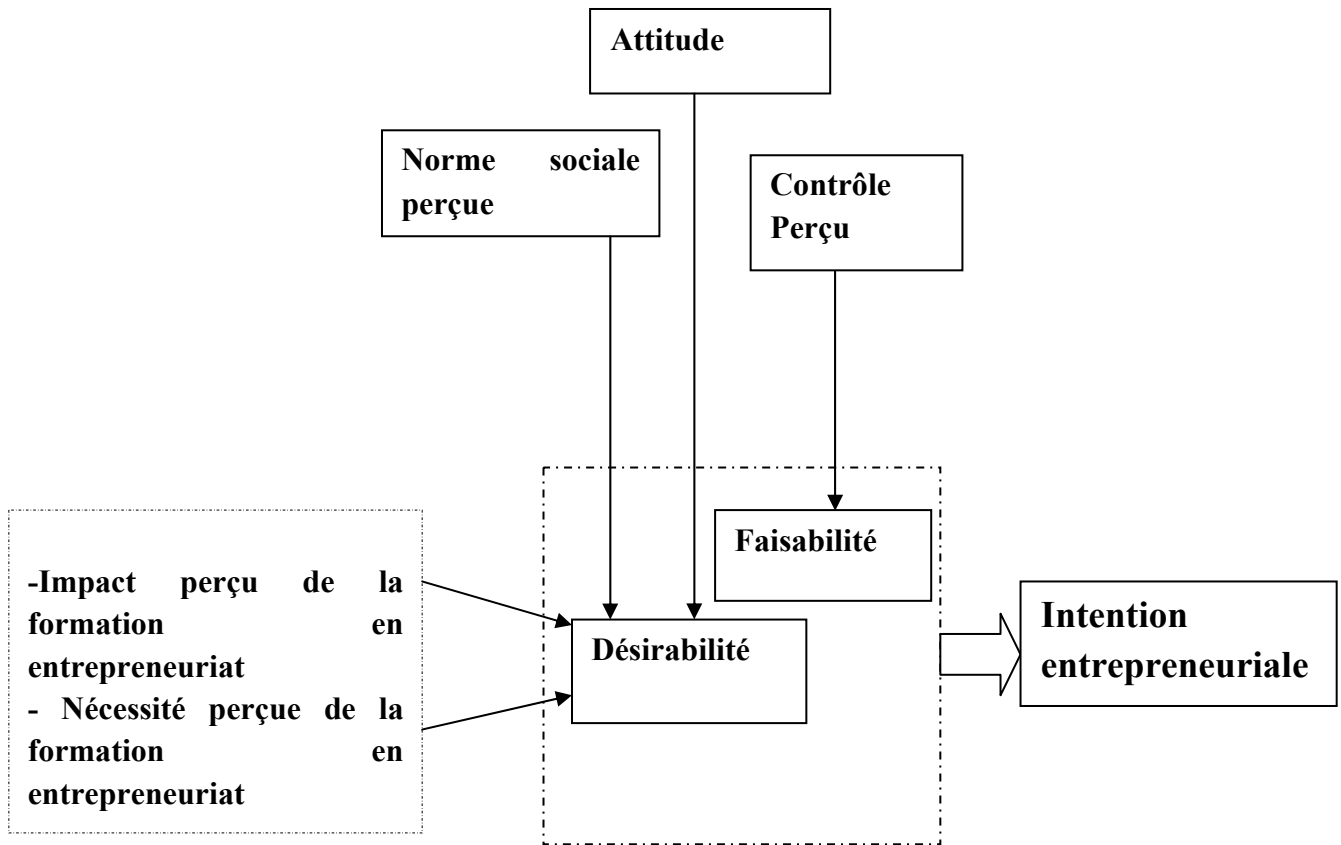 Attitude
Norme sociale
perçue
Contrôle
Perçu
Faisabilité
-Impact perçu de la
formation en
entrepreneuriat
- Nécessité perçue de la
formation en
entrepreneuriat
Désirabilité
Intention
entrepreneuriale